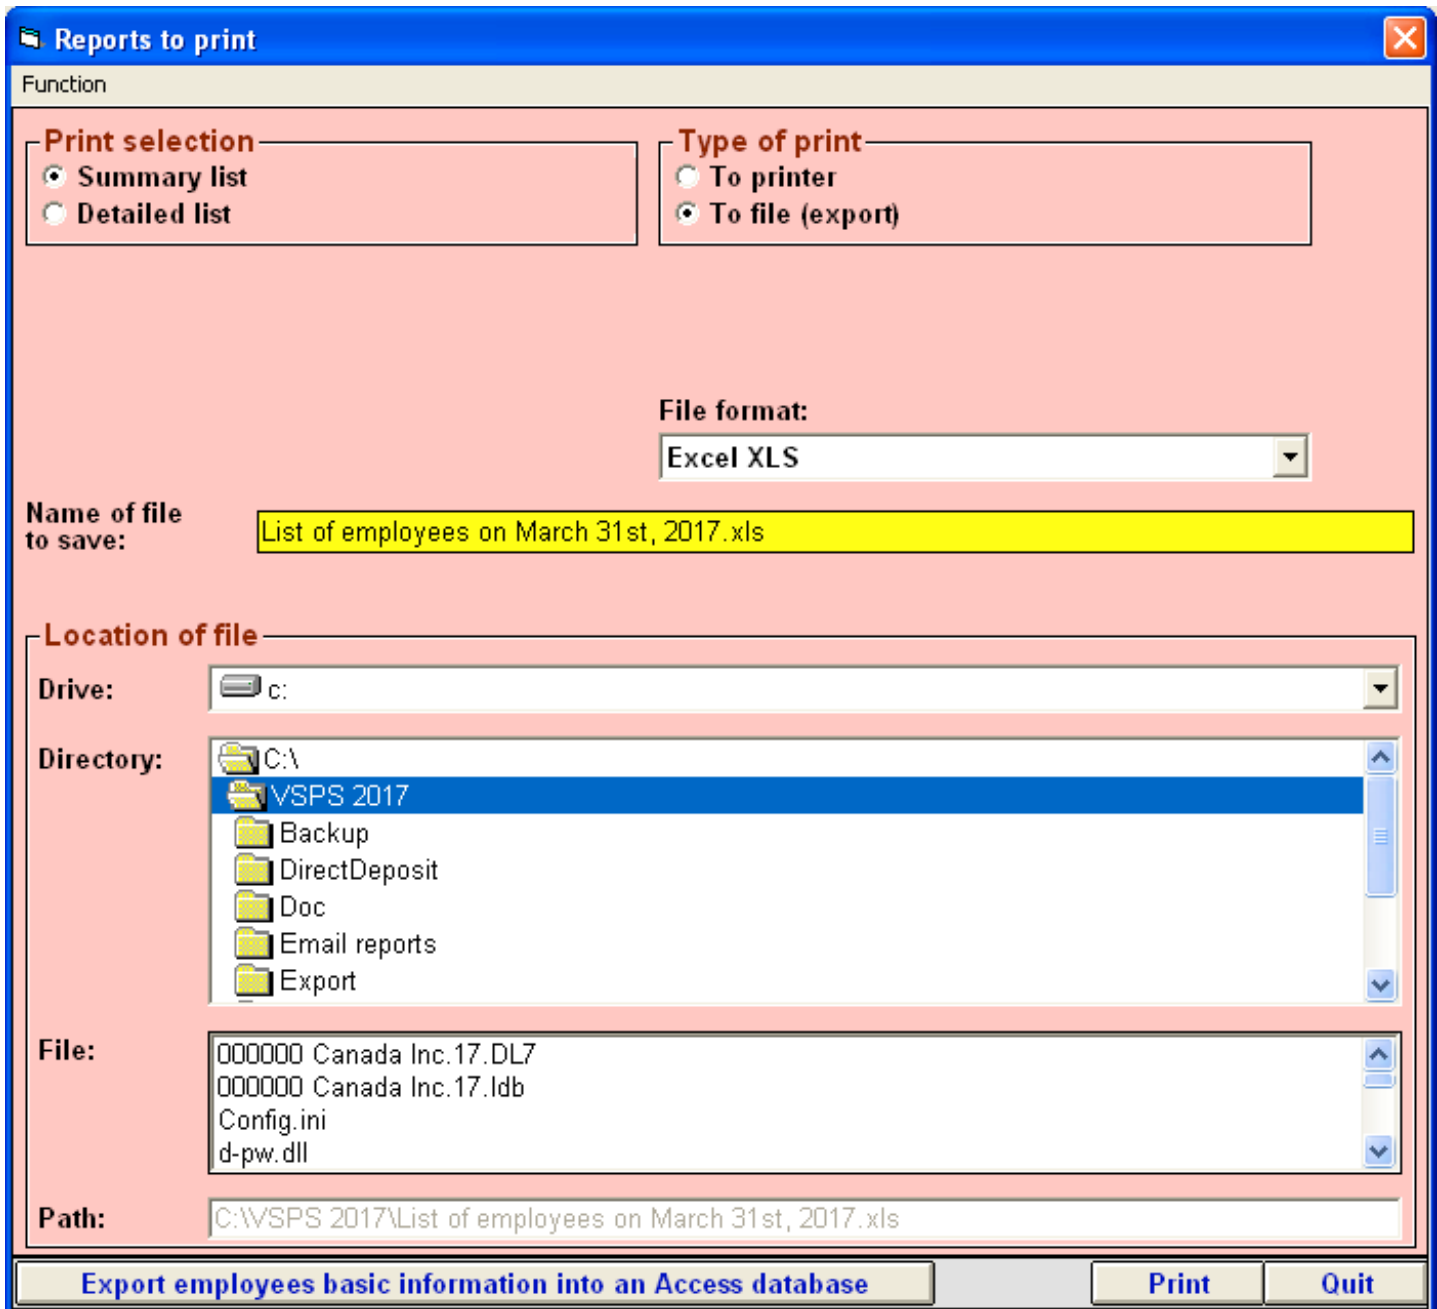 Reports to print
Function
Print selection
Summary list
Detailed list
Type of print
To printer
To file (export)
File format:
Excel XLS
Name of file
to save:
List of employees on March 31st, 2017.xls
Location of file
Drive:
c:
Directory:
C:\
VSPS 2017
Backup
DirectDeposit
Doc
Email reports
Export
File:
000000 Canada Inc.17.DL7
000000 Canada Inc.17.ldb
Config.ini
d-pw.dll
Path:
C:\VSPS 2017\List of employees on March 31st, 2017.xls
Export employees basic information into an Access database
Print
Quit